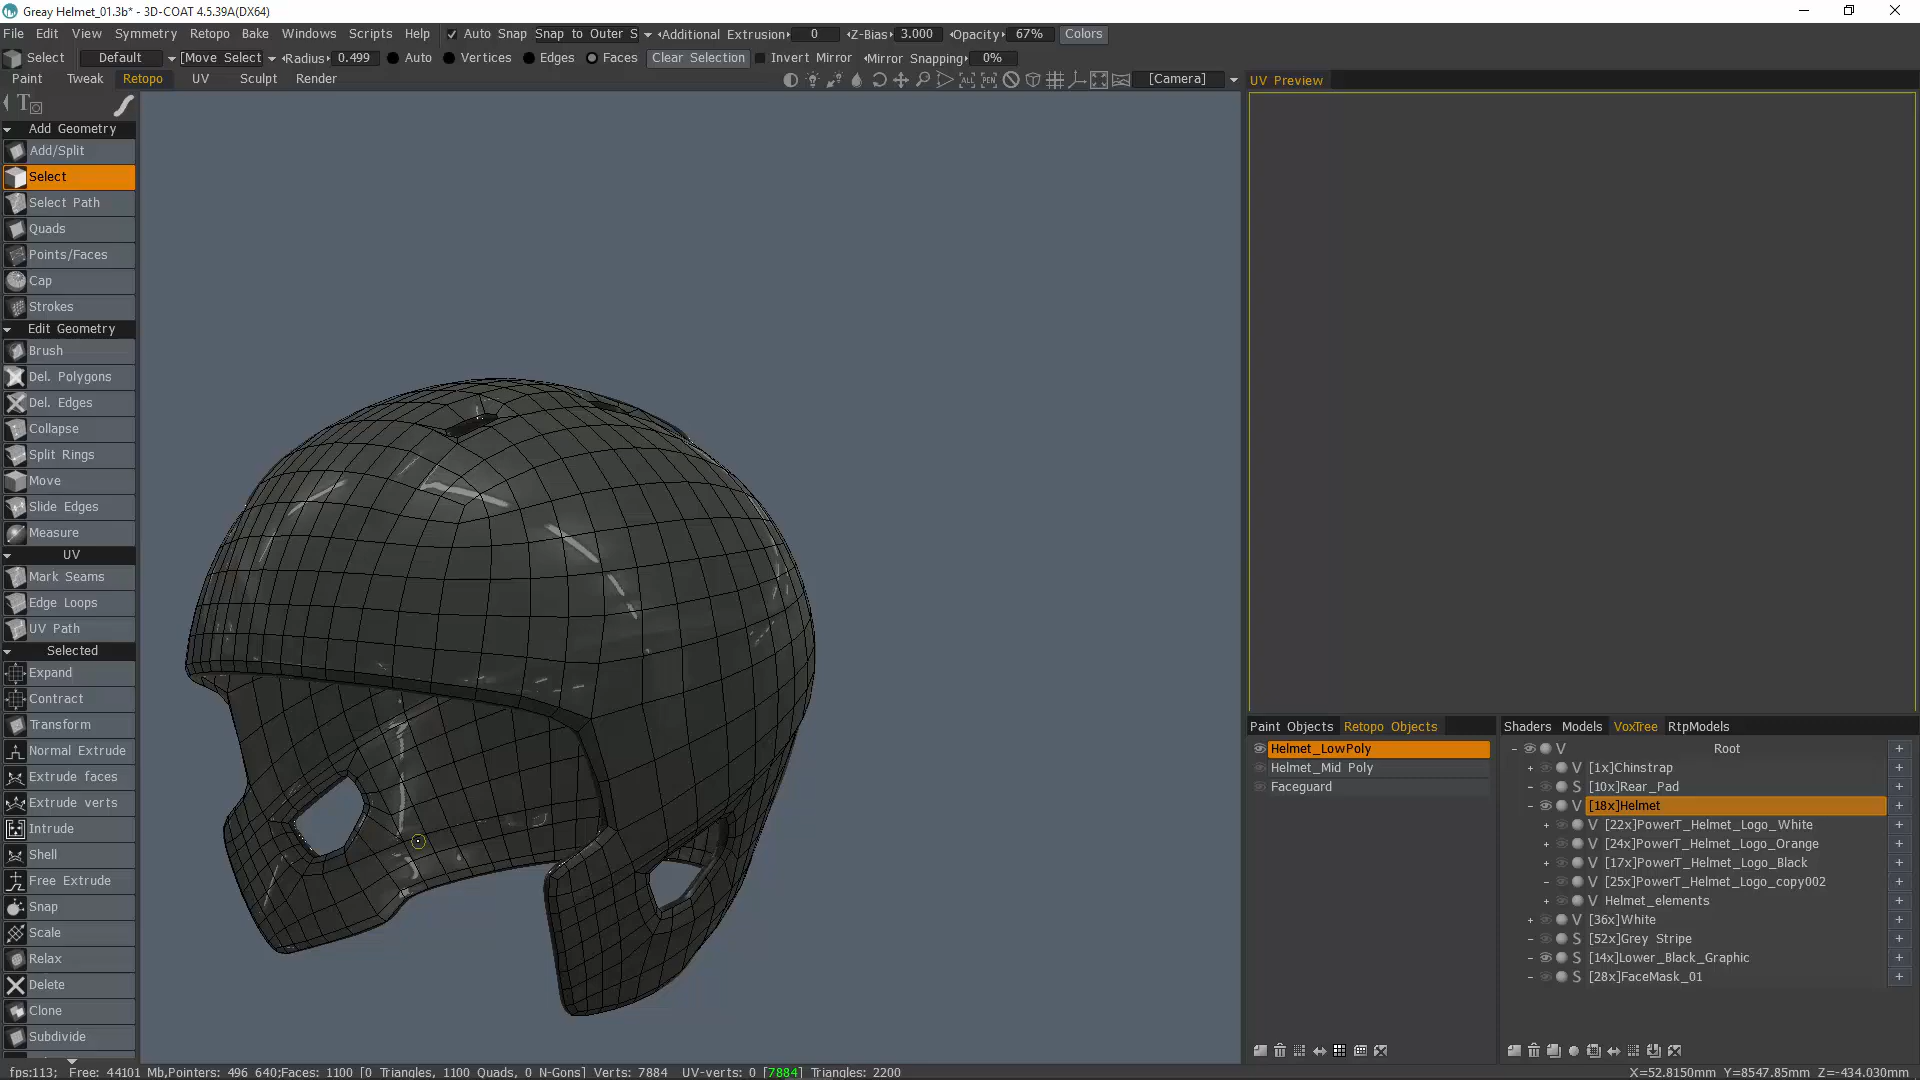 Greay Helmet_01.3b* - 3D-COAT 4.5.39A(DX64)
File Edit View Symmetry Retopo Bake Windows Scripts Help Auto Snap Snap to Outer S Additional Extrusion 0 Z-Bias 3.000 Opacity 67% Colors
Select Default [Move Select Radius 0.499 Auto Vertices Edges Faces Clear Selection Invert Mirror Mirror Snapping 0%
Paint Tweak Retopo UV Sculpt Render ALL PEN [Camera] UV Preview
Add Geometry
Add/Split
Select
Select Path
Quads
Points/Faces
Cap
Strokes
Edit Geometry
Brush
Del. Polygons
Del. Edges
Collapse
Split Rings
Move
Slide Edges
Measure
UV
Mark Seams
Edge Loops
UV Path
Selected
Expand
Contract
Transform
Normal Extrude
Extrude faces
Extrude verts
Intrude
Shell
Free Extrude
Snap
Scale
Relax
Delete
Clone
Subdivide
Paint Objects Retopo Objects
Helmet_LowPoly
Helmet_Mid Poly
Faceguard
Shaders Models VoxTree RtpModels
V Root +
+ V [1x]Chinstrap +
- S [10x]Rear_Pad +
- V [18x]Helmet +
+ V [22x]PowerT_Helmet_Logo_White +
+ V [24x]PowerT_Helmet_Logo_Orange +
+ V [17x]PowerT_Helmet_Logo_Black +
- V [25x]PowerT_Helmet_Logo_copy002 +
+ V Helmet_elements +
+ V [36x]White +
- S [52x]Grey Stripe +
- S [14x]Lower_Black_Graphic +
- S [28x]FaceMask_01 +
fps:113; Free: 44101 Mb,Pointers: 496 640;Faces: 1100 [0 Triangles, 1100 Quads, 0 N-Gons] Verts: 7884 UV-verts: 0 [7884] Triangles: 2200 X=52.8150mm Y=8547.85mm Z=-434.030mm